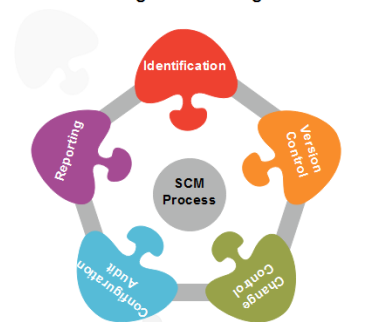 Identification
Version
Control
Change
Control
Configuration
Audit
Reporting
SCM
Process